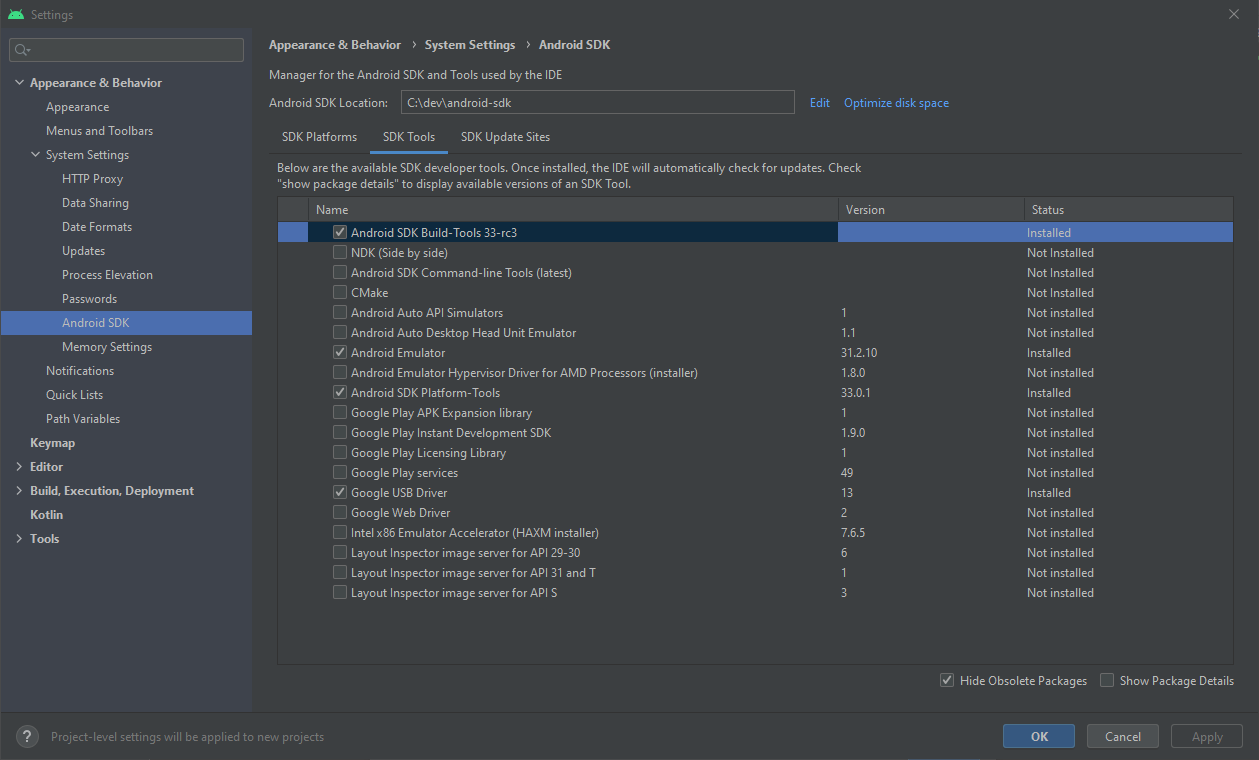 Settings
Appearance & Behavior
Appearance
Menus and Toolbars
System Settings
HTTP Proxy
Data Sharing
Date Formats
Updates
Process Elevation
Passwords
Android SDK
Memory Settings
Notifications
Quick Lists
Path Variables
Keymap
Editor
Build, Execution, Deployment
Kotlin
Tools
Appearance & Behavior › System Settings › Android SDK
Manager for the Android SDK and Tools used by the IDE
Android SDK Location: C:\dev\android-sdk Edit Optimize disk space
SDK Platforms SDK Tools SDK Update Sites
Below are the available SDK developer tools. Once installed, the IDE will automatically check for updates. Check
"show package details" to display available versions of an SDK Tool.
Name Version Status
Android SDK Build-Tools 33-rc3 Installed
NDK (Side by side) Not Installed
Android SDK Command-line Tools (latest) Not Installed
CMake Not Installed
Android Auto API Simulators 1 Not installed
Android Auto Desktop Head Unit Emulator 1.1 Not installed
Android Emulator 31.2.10 Installed
Android Emulator Hypervisor Driver for AMD Processors (installer) 1.8.0 Not installed
Android SDK Platform-Tools 33.0.1 Installed
Google Play APK Expansion library 1 Not installed
Google Play Instant Development SDK 1.9.0 Not installed
Google Play Licensing Library 1 Not installed
Google Play services 49 Not installed
Google USB Driver 13 Installed
Google Web Driver 2 Not installed
Intel x86 Emulator Accelerator (HAXM installer) 7.6.5 Not installed
Layout Inspector image server for API 29-30 6 Not installed
Layout Inspector image server for API 31 and T 1 Not installed
Layout Inspector image server for API S 3 Not installed
Hide Obsolete Packages Show Package Details
? Project-level settings will be applied to new projects
OK Cancel Apply